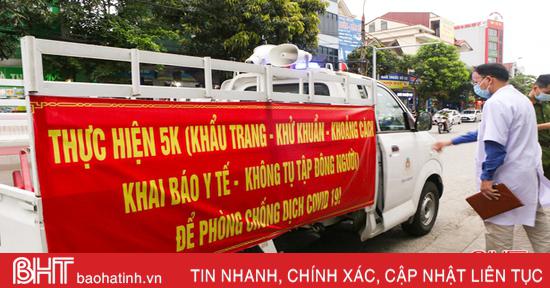 THỰC HIỆN 5K (KHẨU TRANG - KHỬ KHUẨN - KHOẢNG CÁCH
KHAI BÁO Y TẾ - KHÔNG TỤ TẬP ĐÔNG NGƯỜI)
ĐỂ PHÒNG CHỐNG DỊCH COVID 19!
BHT baohatinh.vn
TIN NHANH, CHÍNH XÁC, CẬP NHẬT LIÊN TỤC